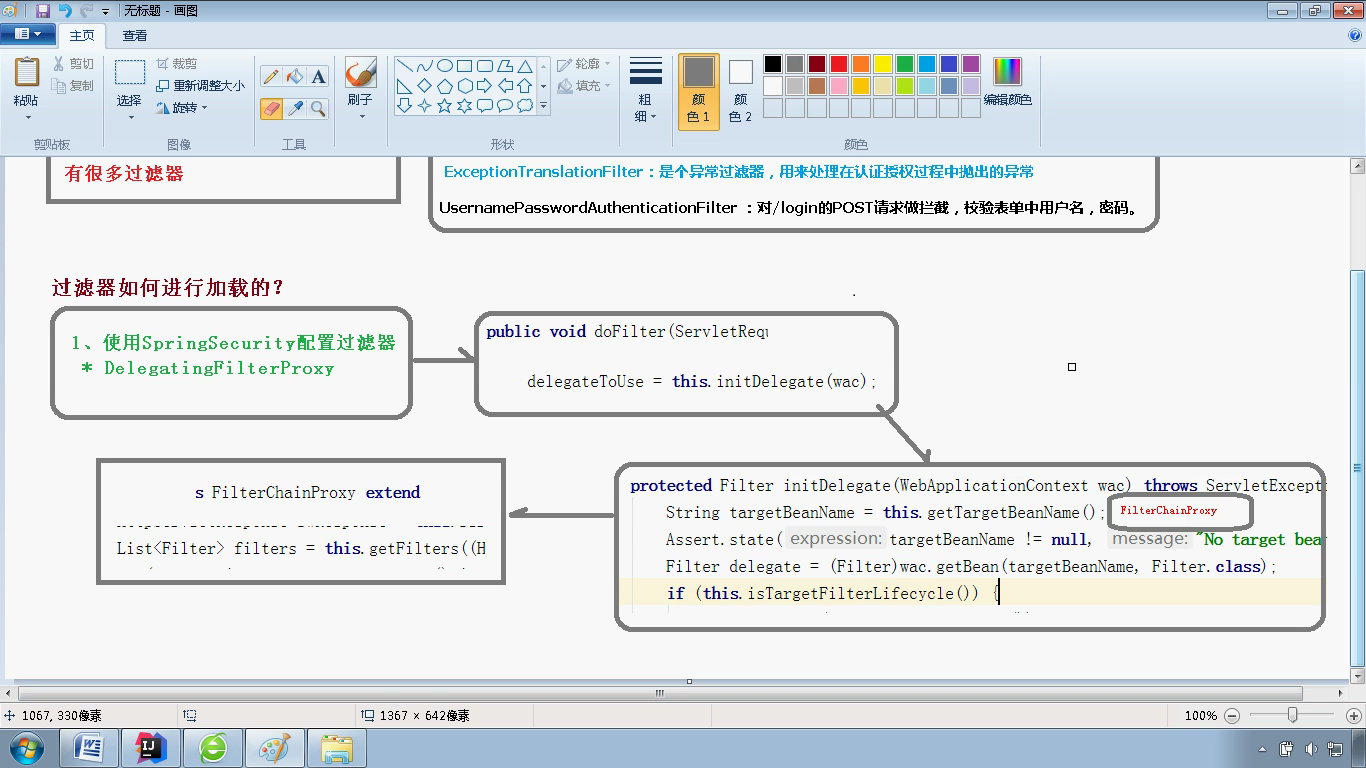 无标题 - 画图
主页
查看
粘贴
剪切
复制
剪贴板
选择
裁剪
重新调整大小
旋转
图像
A
工具
刷子
形状
轮廓
填充
粗细
颜色 1
颜色 2
编辑颜色
颜色
有很多过滤器
ExceptionTranslationFilter：是个异常过滤器，用来处理在认证授权过程中抛出的异常
UsernamePasswordAuthenticationFilter ：对/login的POST请求做拦截，校验表单中用户名，密码。
过滤器如何进行加载的？
1、使用SpringSecurity配置过滤器
* DelegatingFilterProxy
public void doFilter(ServletRequ
delegateToUse = this.initDelegate(wac);
s FilterChainProxy extend
List<Filter> filters = this.getFilters((H
protected Filter initDelegate(WebApplicationContext wac) throws ServletExcepti
String targetBeanName = this.getTargetBeanName();
FilterChainProxy
Assert.state( expression: targetBeanName != null, message: "No target bea
Filter delegate = (Filter)wac.getBean(targetBeanName, Filter.class);
if (this.isTargetFilterLifecycle()) {
1067, 330像素
1367 × 642像素
100%